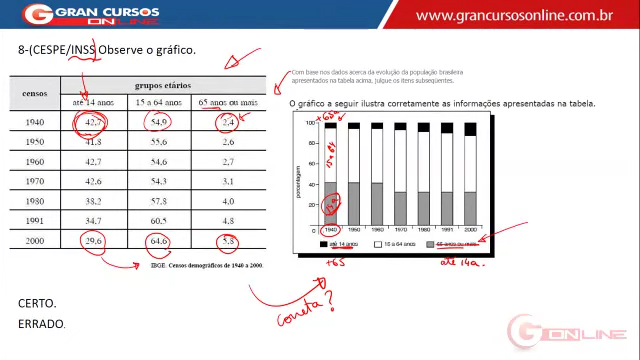 GRAN CURSOS
ONLINE
www.grancursosonline.com.br
8-(CESPE/INSS) Observe o gráfico.
Com base nos dados acerca da evolução da população brasileira
apresentados na tabela acima, julgue os itens subseqüentes.
O gráfico a seguir ilustra corretamente as informações apresentadas na tabela.
censos grupos etários
até 14 anos 15 a 64 anos 65 anos ou mais
1940 42,7 54,9 2,4
1950 41,8 55,6 2,6
1960 42,7 54,6 2,7
1970 42,6 54,3 3,1
1980 38,2 57,8 4,0
1991 34,7 60,5 4,8
2000 29,6 64,6 5,8
IBGE. Censos demográficos de 1940 a 2000.
porcentagem
100
80
60
40
20
0
+65a
15 a 64
1940 1950 1960 1970 1980 1991 2000
até 14 anos 15 a 64 anos 65 anos ou mais
+65 até 14a.
correta?
CERTO.
ERRADO.
G ONLINE